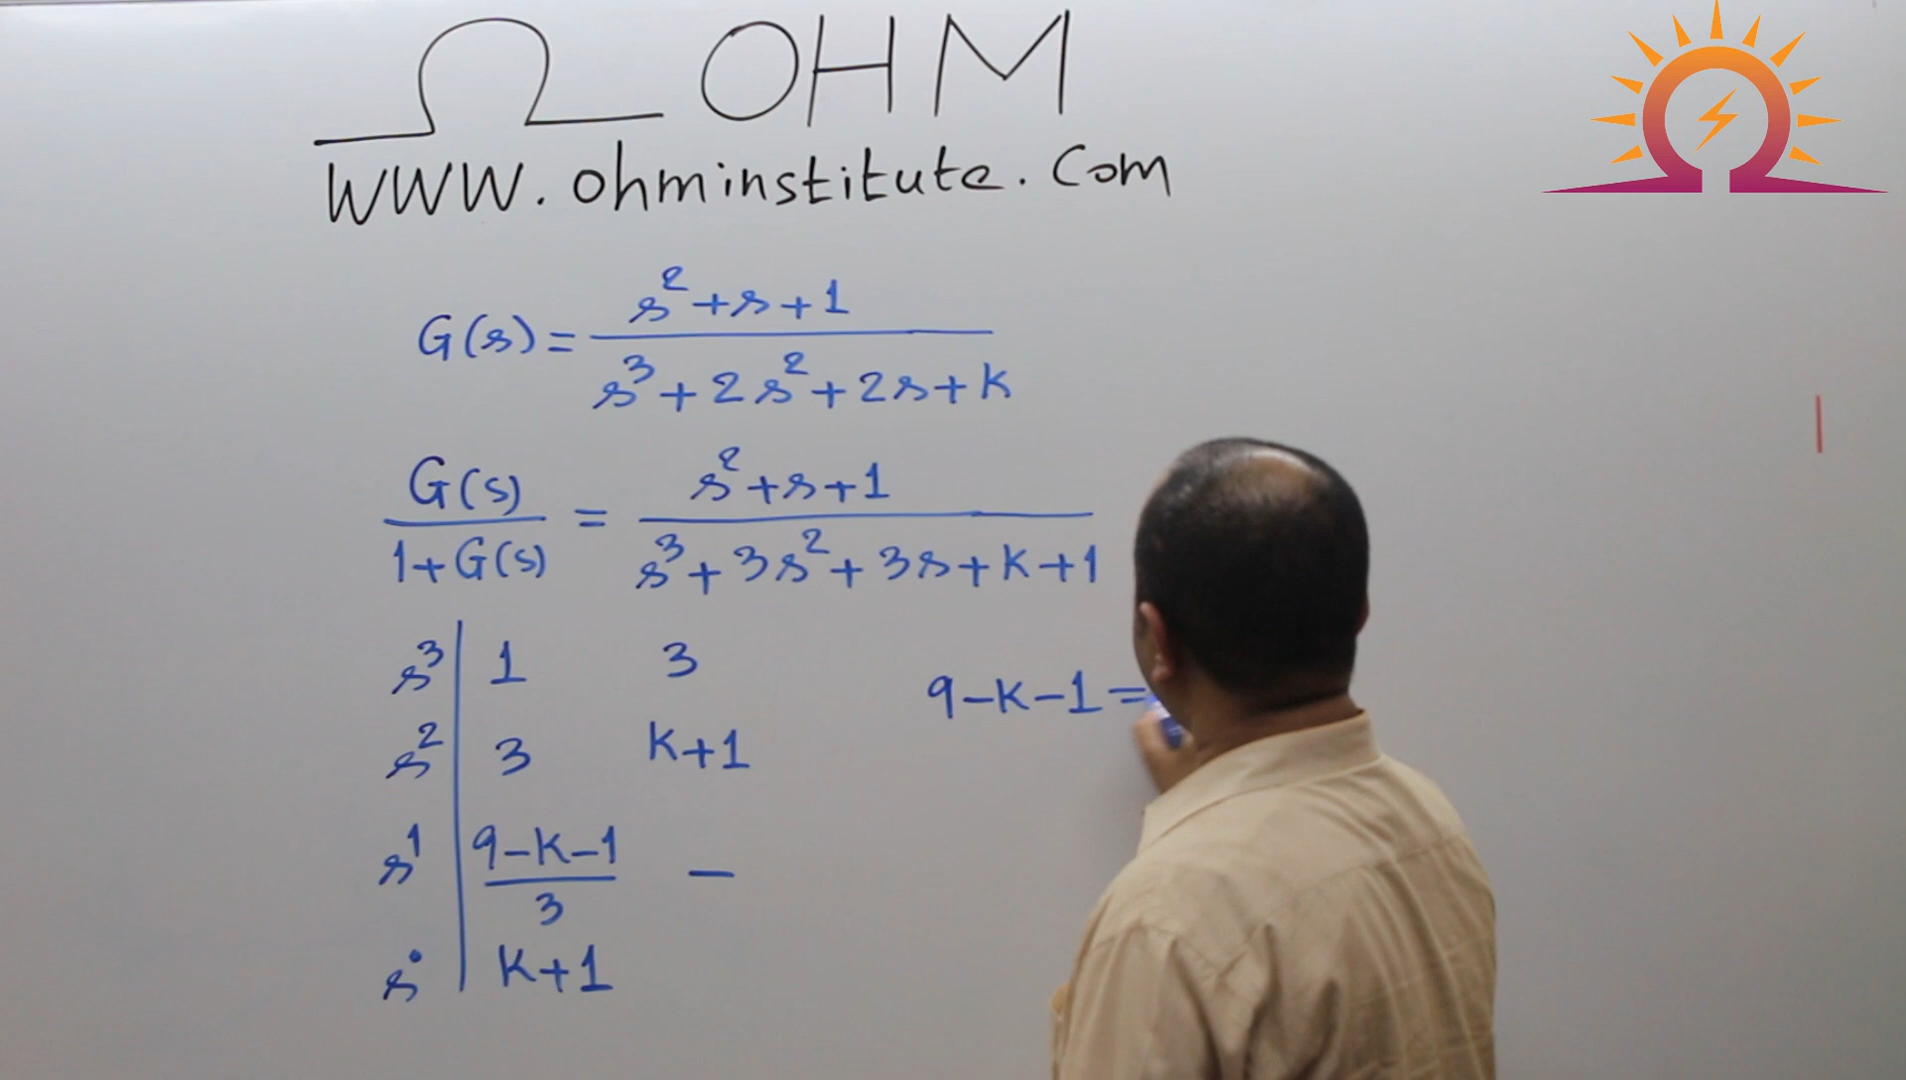 Ω OHM
www.ohminstitute.com
G(s) = (s²+s+1)/(s³+2s²+2s+k)
G(s)/(1+G(s)) = (s²+s+1)/(s³+3s²+3s+k+1)
s³ | 1 3
s² | 3 k+1
s¹ | (9-k-1)/3 -
s⁰ | k+1
9-k-1=